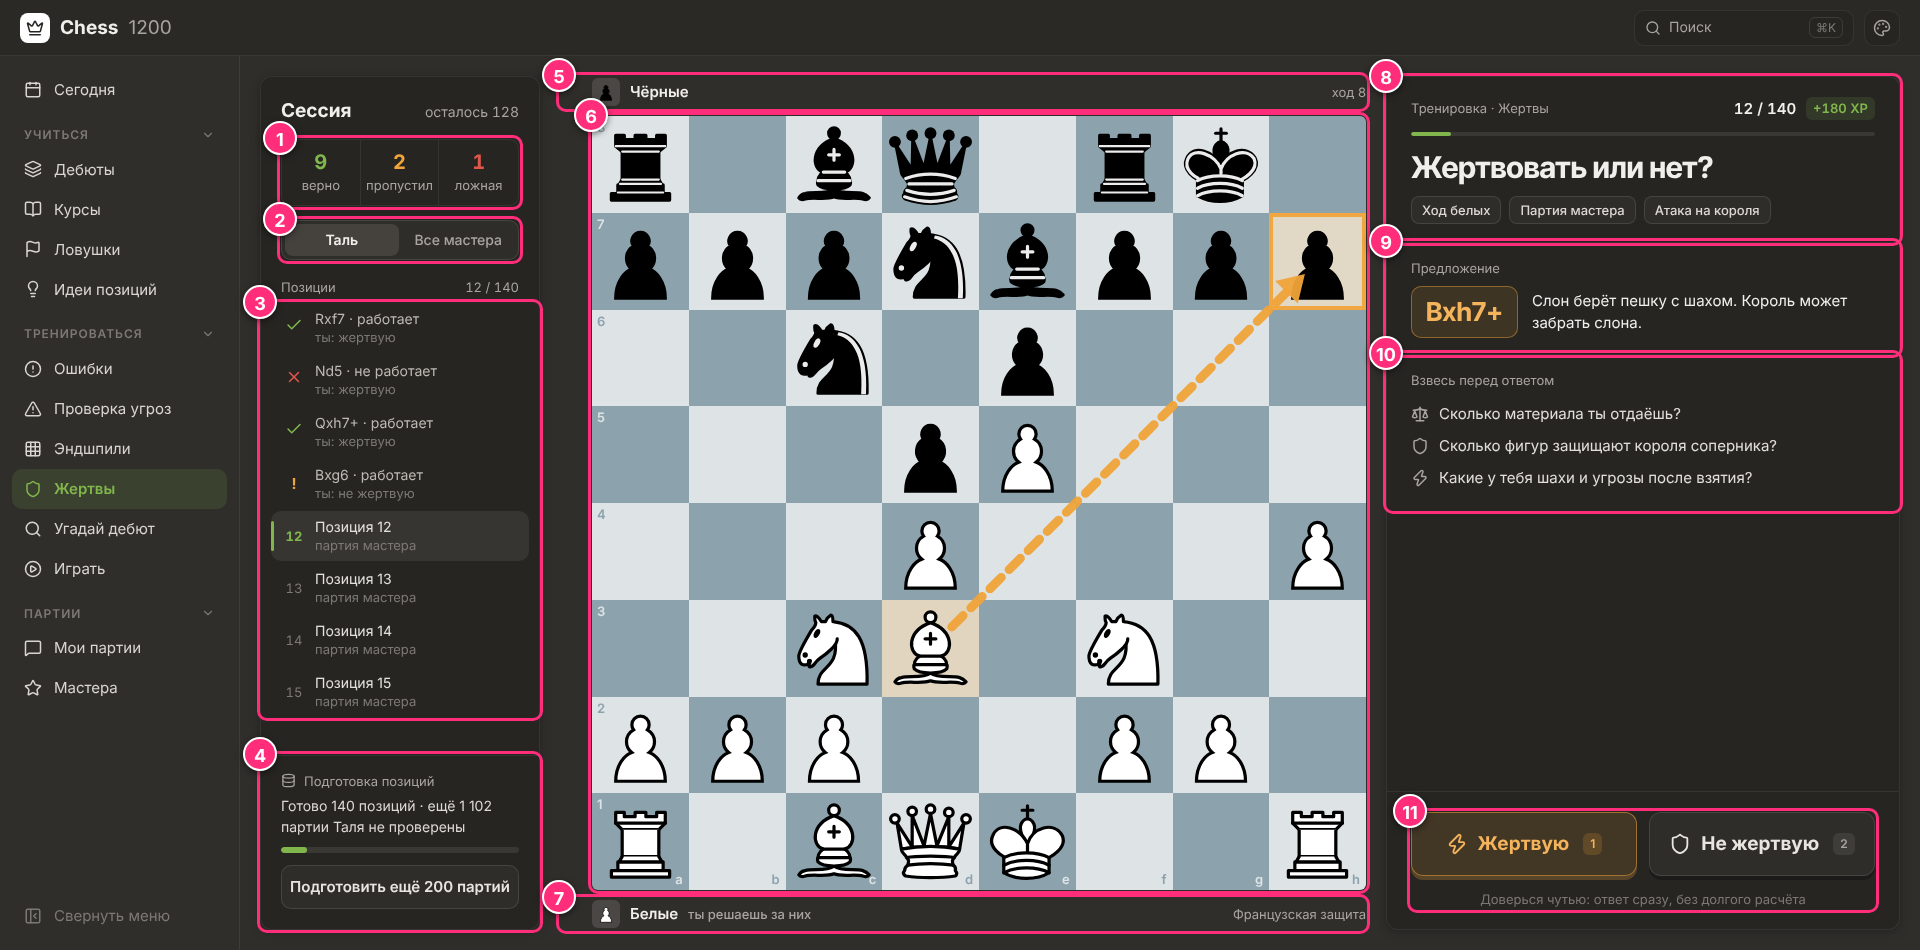 Chess 1200
Поиск ⌘K
Сегодня
УЧИТЬСЯ
Дебюты
Курсы
Ловушки
Идеи позиций
ТРЕНИРОВАТЬСЯ
Ошибки
Проверка угроз
Эндшпили
Жертвы
Угадай дебют
Играть
ПАРТИИ
Мои партии
Мастера
Свернуть меню
Сессия осталось 128
1
9 2 1
верно пропустил ложная
2
Таль Все мастера
Позиции 12 / 140
3
Rxf7 · работает
ты: жертвую
Nd5 · не работает
ты: жертвую
Qxh7+ · работает
ты: жертвую
! Bxg6 · работает
ты: не жертвую
12 Позиция 12
партия мастера
13 Позиция 13
партия мастера
14 Позиция 14
партия мастера
15 Позиция 15
партия мастера
4
Подготовка позиций
Готово 140 позиций · ещё 1 102
партии Таля не проверены
Подготовить ещё 200 партий
5
Чёрные ход 8
6
7
6
5
4
3
2
1
a b c d e f g h
7
Белые ты решаешь за них Французская защита
8
Тренировка · Жертвы 12 / 140 +180 XP
Жертвовать или нет?
Ход белых Партия мастера Атака на короля
9
Предложение
Bxh7+ Слон берёт пешку с шахом. Король может
забрать слона.
10
Взвесь перед ответом
Сколько материала ты отдаёшь?
Сколько фигур защищают короля соперника?
Какие у тебя шахи и угрозы после взятия?
11
Жертвую 1 Не жертвую 2
Доверься чутью: ответ сразу, без долгого расчёта